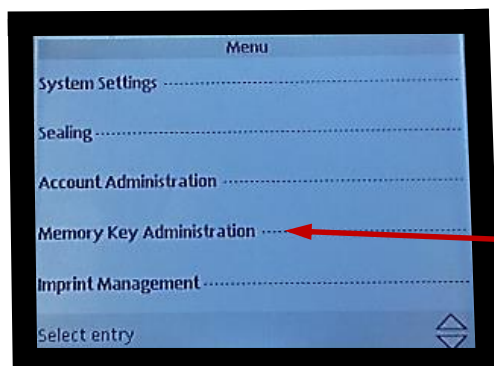 Menu
System Settings
Sealing
Account Administration
Memory Key Administration
Imprint Management
Select entry